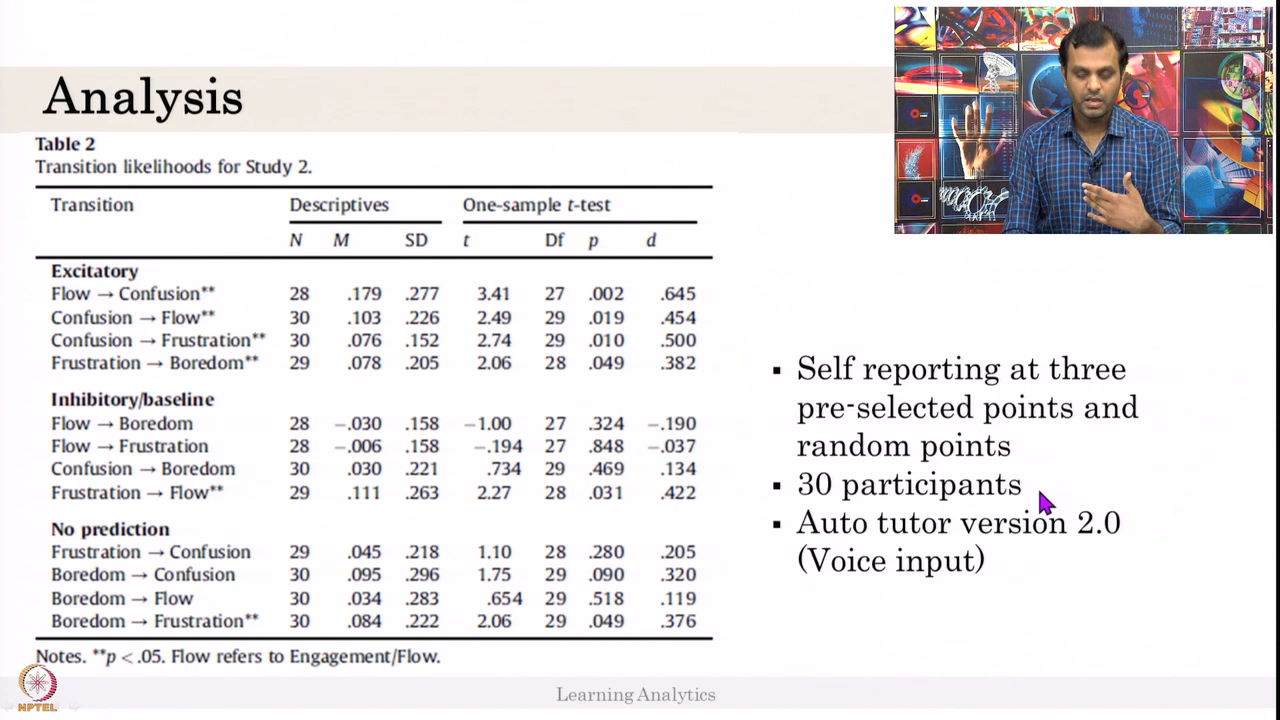 Analysis
Table 2
Transition likelihoods for Study 2.
Transition Descriptives One-sample t-test
N M SD t Df p d
Excitatory
Flow → Confusion** 28 .179 .277 3.41 27 .002 .645
Confusion → Flow** 30 .103 .226 2.49 29 .019 .454
Confusion → Frustration** 30 .076 .152 2.74 29 .010 .500
Frustration → Boredom** 29 .078 .205 2.06 28 .049 .382
Inhibitory/baseline
Flow → Boredom 28 −.030 .158 −1.00 27 .324 −.190
Flow → Frustration 28 −.006 .158 −.194 27 .848 −.037
Confusion → Boredom 30 .030 .221 .734 29 .469 .134
Frustration → Flow** 29 .111 .263 2.27 28 .031 .422
No prediction
Frustration → Confusion 29 .045 .218 1.10 28 .280 .205
Boredom → Confusion 30 .095 .296 1.75 29 .090 .320
Boredom → Flow 30 .034 .283 .654 29 .518 .119
Boredom → Frustration** 30 .084 .222 2.06 29 .049 .376
Notes. **p < .05. Flow refers to Engagement/Flow.
▪ Self reporting at three
pre-selected points and
random points
▪ 30 participants
▪ Auto tutor version 2.0
(Voice input)
NPTEL
Learning Analytics